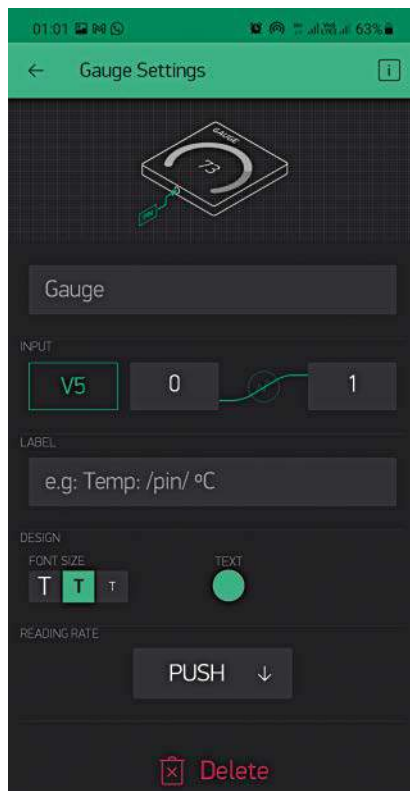 01:01 63%
Gauge Settings
i
GAUGE
73
PIN
Gauge
INPUT
V5 0 1
LABEL
e.g: Temp: /pin/ ºC
DESIGN
FONT SIZE TEXT
T T T
READING RATE
PUSH ↓
Delete